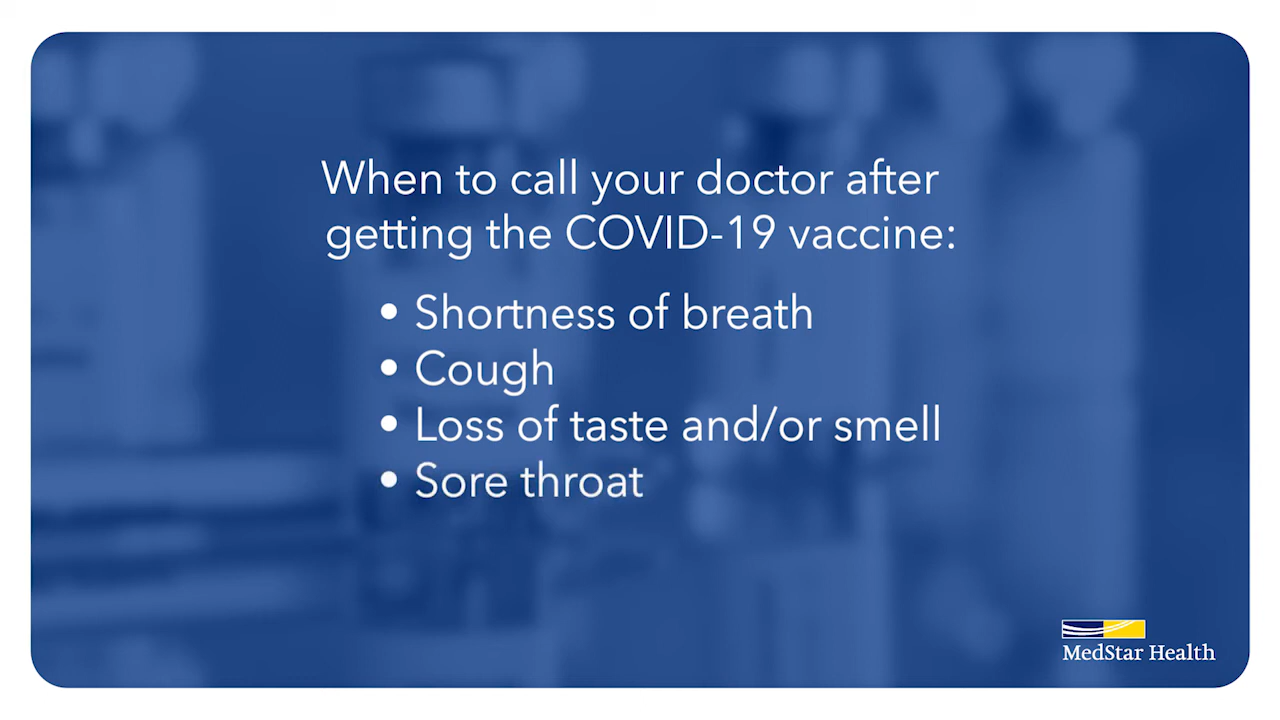 When to call your doctor after
getting the COVID-19 vaccine:
• Shortness of breath
• Cough
• Loss of taste and/or smell
• Sore throat
MedStar Health